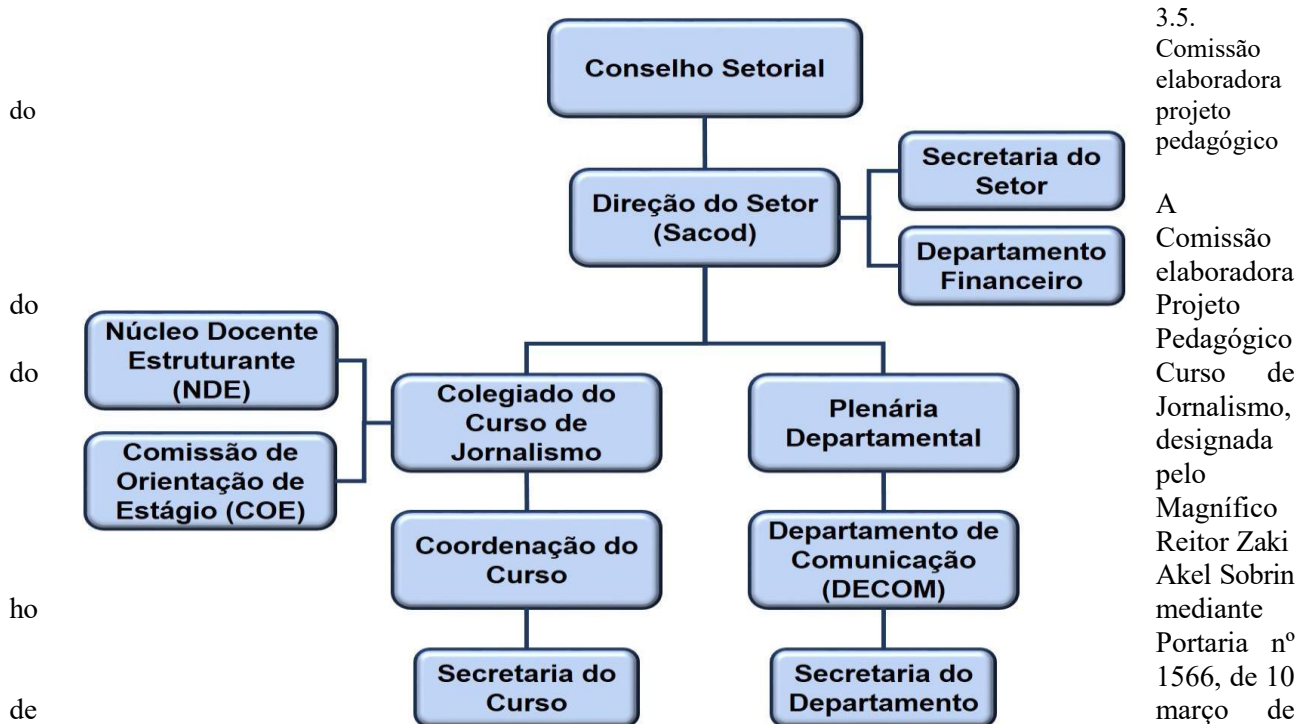 3.5.
Comissão
elaboradora
do projeto
pedagógico
A
Comissão
elaboradora
do Projeto
Pedagógico
do Curso de
Jornalismo,
designada
pelo
Magnífico
Reitor Zaki
Akel Sobrin
ho mediante
Portaria nº
1566, de 10
de março de
Conselho Setorial
Direção do Setor
(Sacod)
Secretaria do
Setor
Departamento
Financeiro
Núcleo Docente
Estruturante
(NDE)
Comissão de
Orientação de
Estágio (COE)
Colegiado do
Curso de
Jornalismo
Plenária
Departamental
Coordenação do
Curso
Departamento de
Comunicação
(DECOM)
Secretaria do
Curso
Secretaria do
Departamento